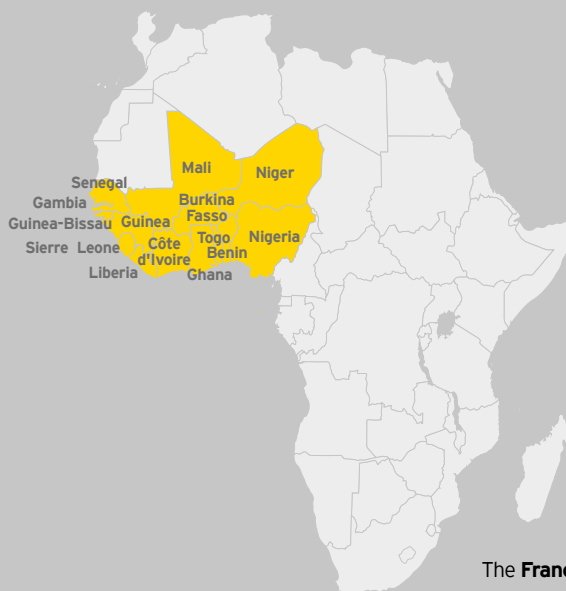 Mali
Niger
Senegal
Burkina
Fasso
Gambia
Guinea-Bissau
Guinea
Sierre Leone
Côte
d'Ivoire
Togo
Benin
Nigeria
Liberia
Ghana
The Franc